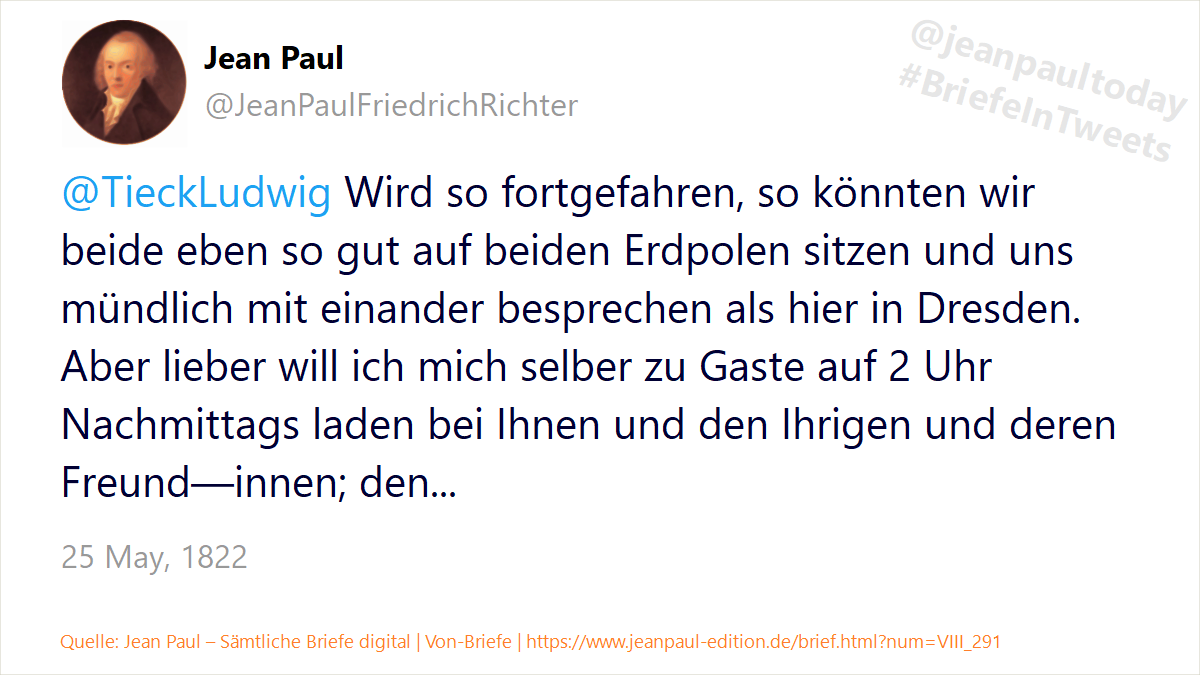 Jean Paul
@JeanPaulFriedrichRichter
@jeanpaultoday
#BriefeInTweets
@TieckLudwig Wird so fortgefahren, so könnten wir
beide eben so gut auf beiden Erdpolen sitzen und uns
mündlich mit einander besprechen als hier in Dresden.
Aber lieber will ich mich selber zu Gaste auf 2 Uhr
Nachmittags laden bei Ihnen und den Ihrigen und deren
Freund—innen; den...
25 May, 1822
Quelle: Jean Paul – Sämtliche Briefe digital | Von-Briefe | https://www.jeanpaul-edition.de/brief.html?num=VIII_291